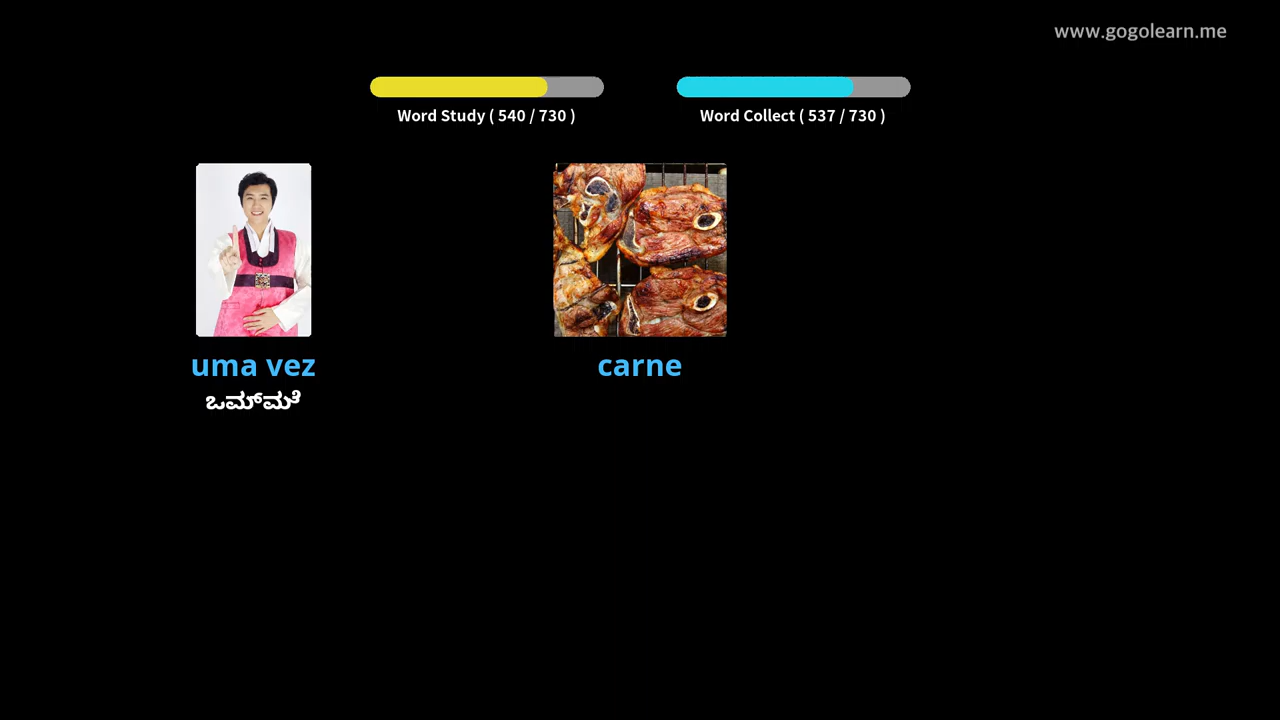 www.gogolearn.me
Word Study ( 540 / 730 )
Word Collect ( 537 / 730 )
uma vez
carne
ಒಮ್ಮೆ